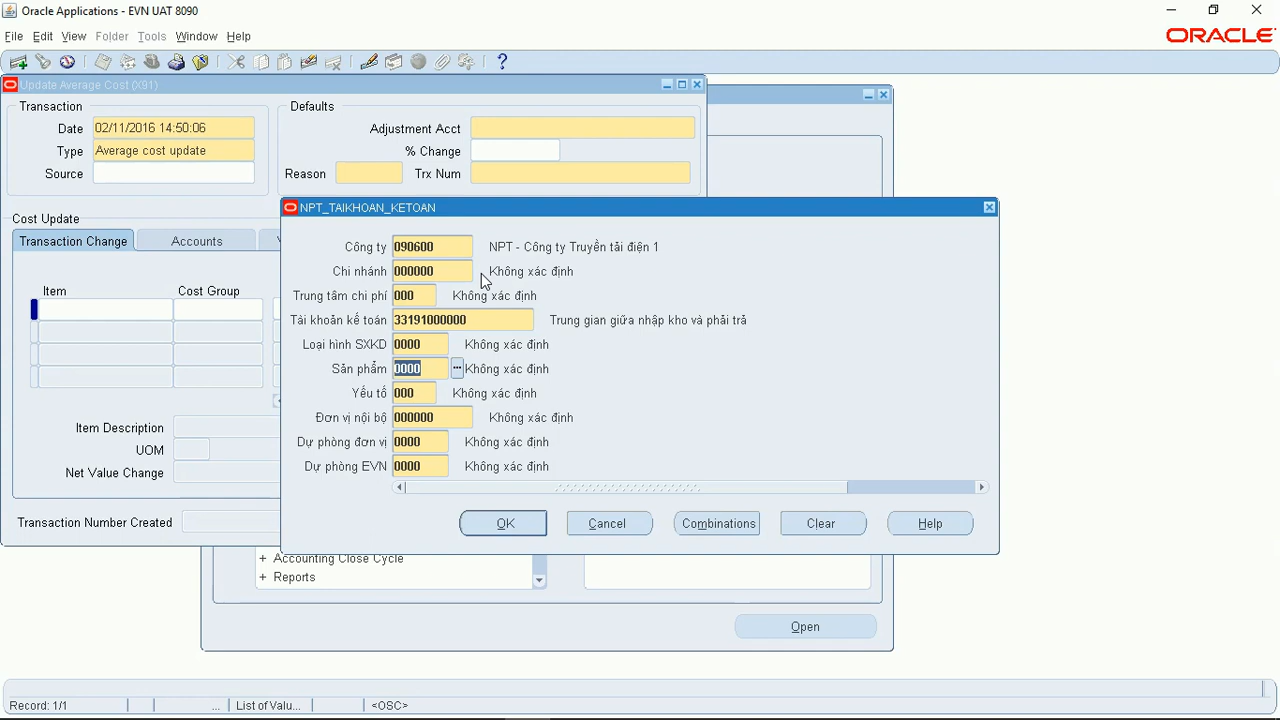 Oracle Applications - EVN UAT 8090
File Edit View Folder Tools Window Help
ORACLE
Update Average Cost (X91)
Transaction
Date 02/11/2016 14:50:06
Type Average cost update
Source
Defaults
Adjustment Acct
% Change
Reason
Trx Num
Cost Update
Transaction Change
Accounts
Item
Cost Group
Item Description
UOM
Net Value Change
Transaction Number Created
NPT_TAIKHOAN_KETOAN
Công ty 090600 NPT - Công ty Truyền tải điện 1
Chi nhánh 000000 Không xác định
Trung tâm chi phí 000 Không xác định
Tài khoản kế toán 33191000000 Trung gian giữa nhập kho và phải trả
Loại hình SXKD 0000 Không xác định
Sản phẩm 0000 ... Không xác định
Yếu tố 000 Không xác định
Đơn vị nội bộ 000000 Không xác định
Dự phòng đơn vị 0000 Không xác định
Dự phòng EVN 0000 Không xác định
OK Cancel Combinations Clear Help
+ Accounting Close Cycle
+ Reports
Open
Record: 1/1 ... List of Valu... <OSC>